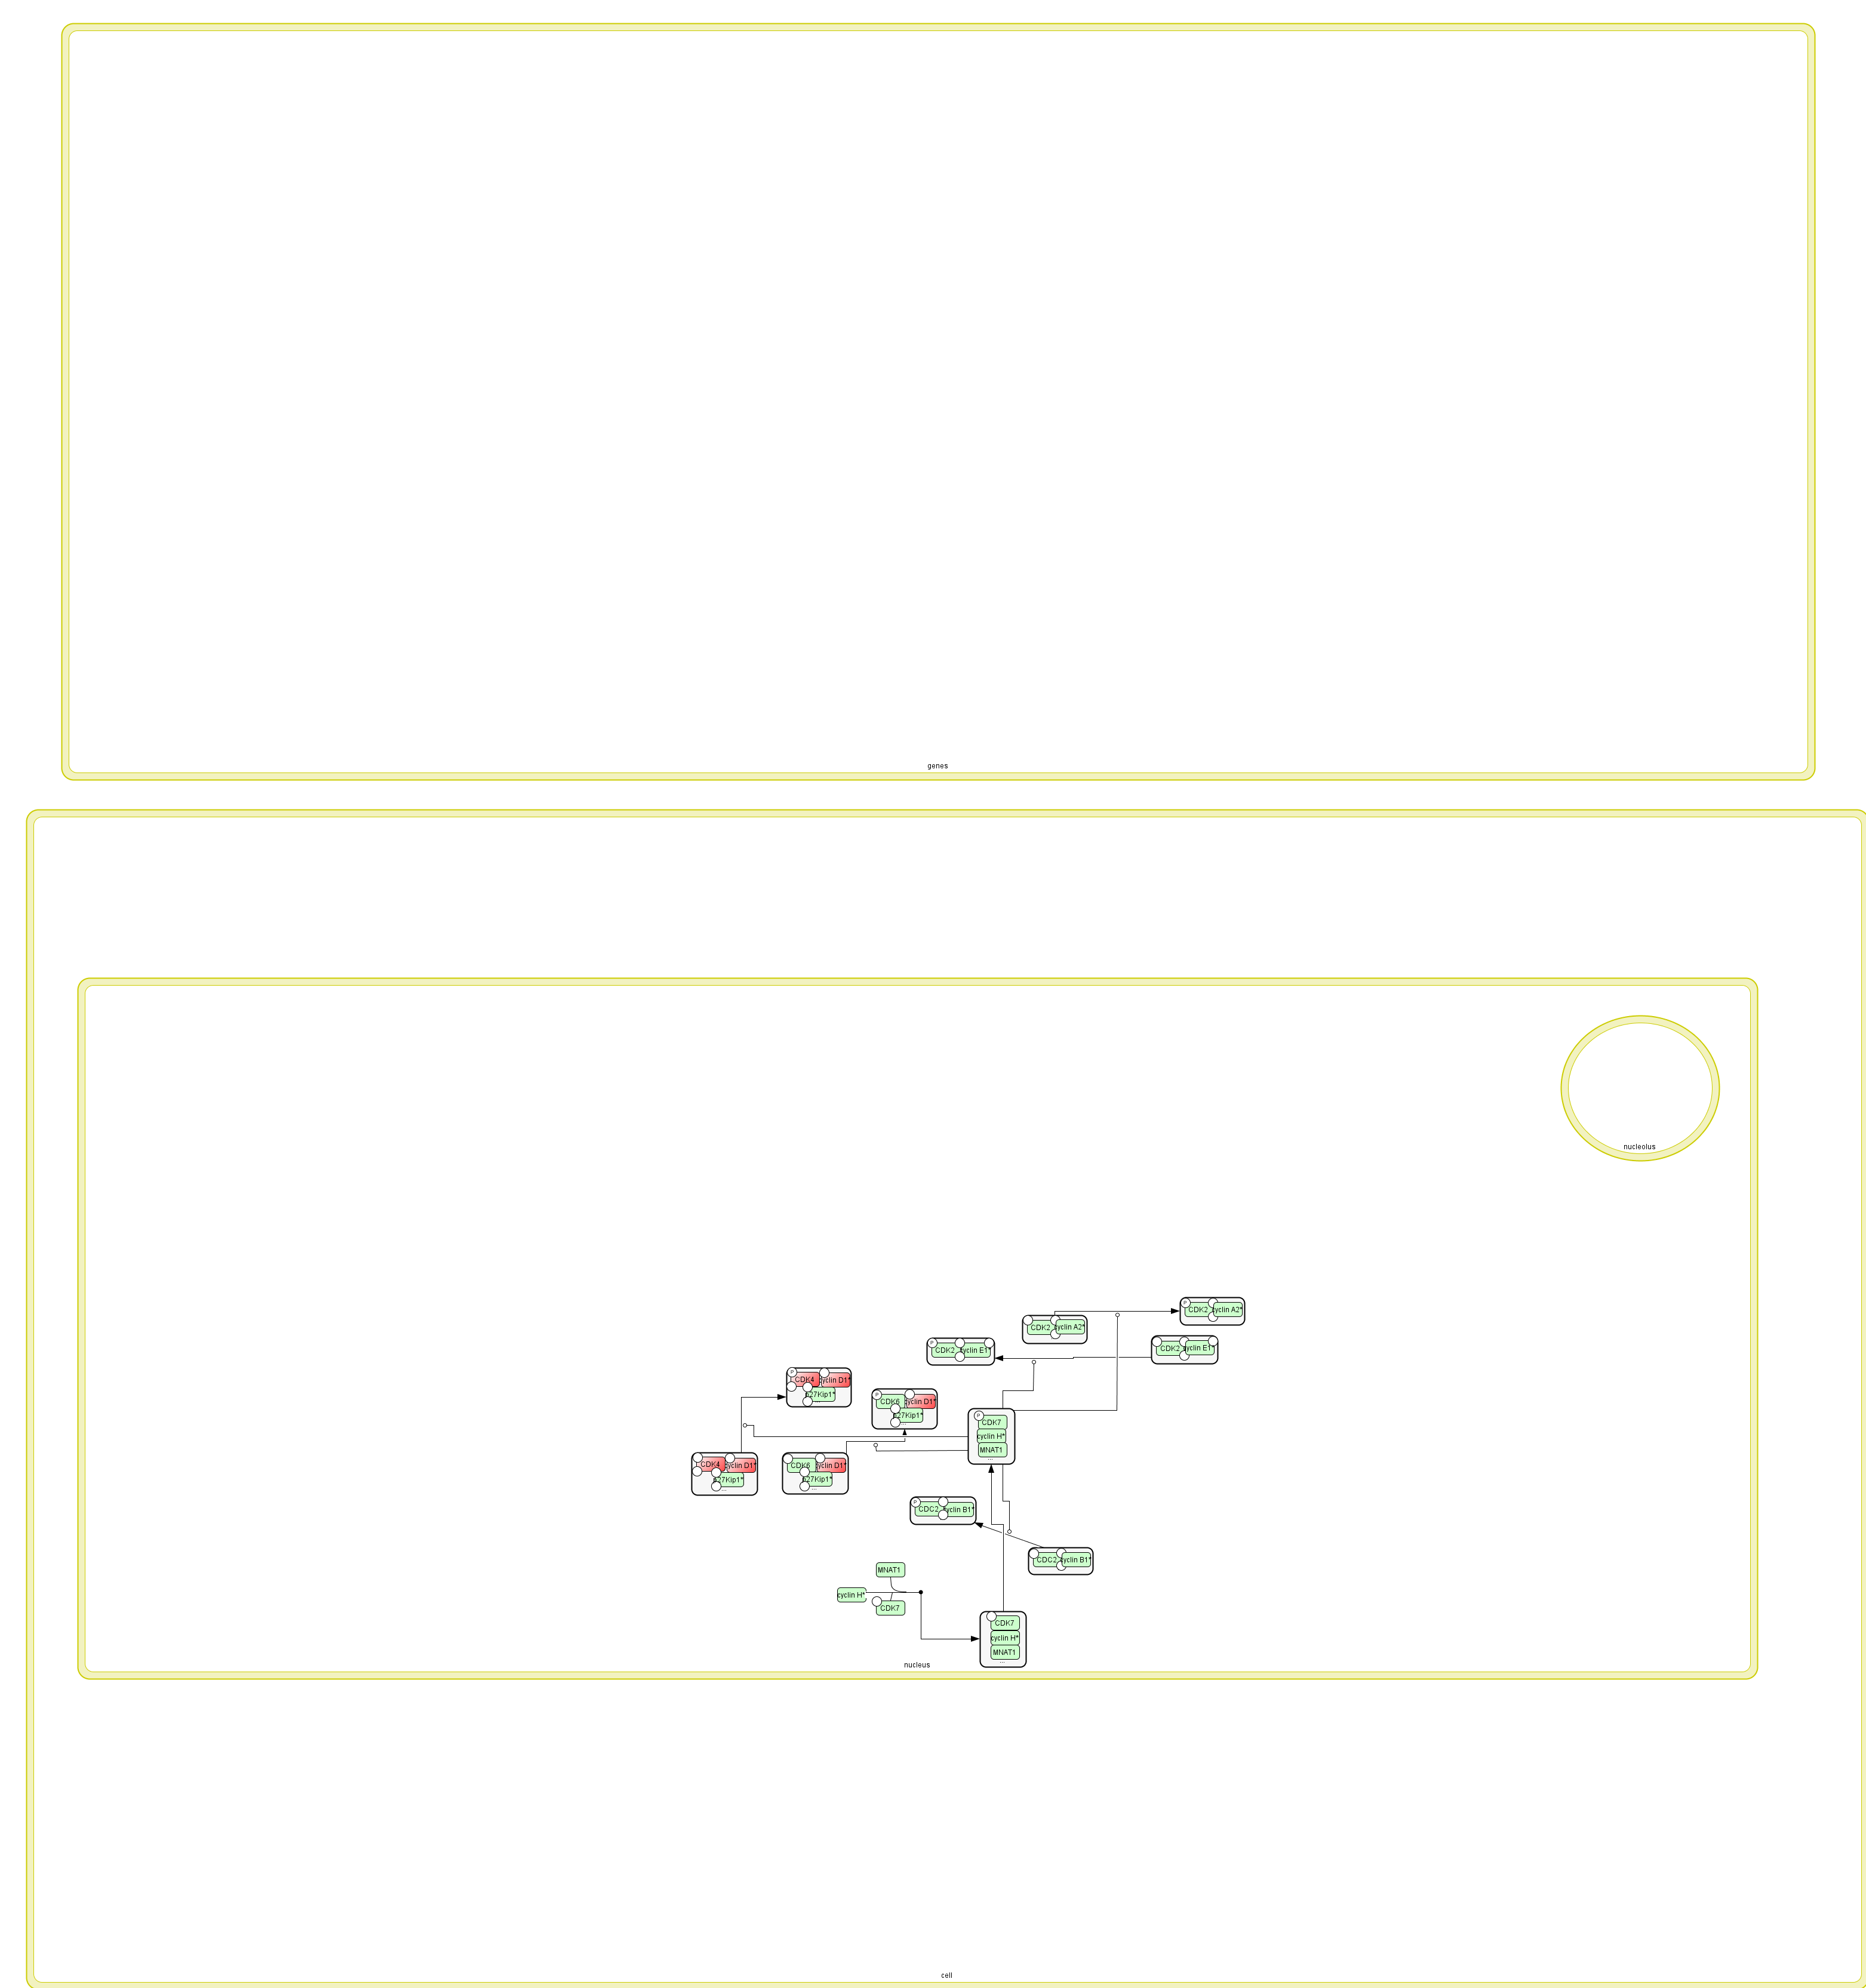 genes
nucleolus
P
CDK2
cyclin A2*
CDK2
cyclin A2*
P
CDK2
cyclin E1*
CDK2
cyclin E1*
P
CDK4
cyclin D1*
p27Kip1*
...
P
CDK6
cyclin D1*
p27Kip1*
...
P
CDK7
cyclin H*
MNAT1
...
CDK4
cyclin D1*
p27Kip1*
...
CDK6
cyclin D1*
p27Kip1*
...
P
CDC2
cyclin B1*
CDC2
cyclin B1*
MNAT1
cyclin H*
CDK7
CDK7
cyclin H*
MNAT1
...
nucleus
cell